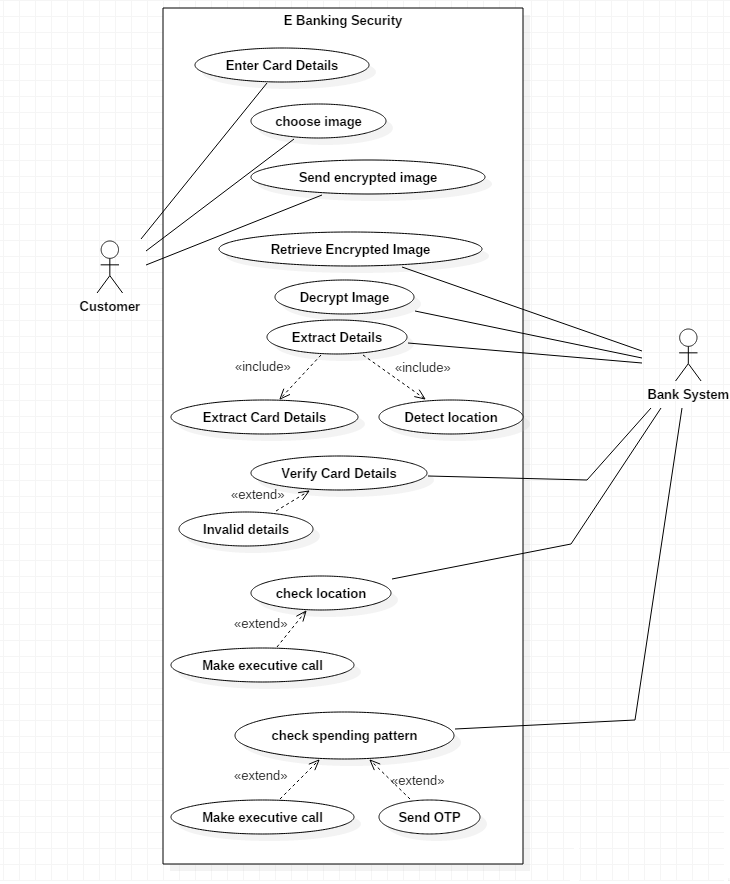 E Banking Security
Enter Card Details
choose image
Send encrypted image
Retrieve Encrypted Image
Customer
Decrypt Image
Extract Details
«include»
«include»
Bank System
Extract Card Details
Detect location
Verify Card Details
«extend»
Invalid details
check location
«extend»
Make executive call
check spending pattern
«extend»
«extend»
Make executive call
Send OTP